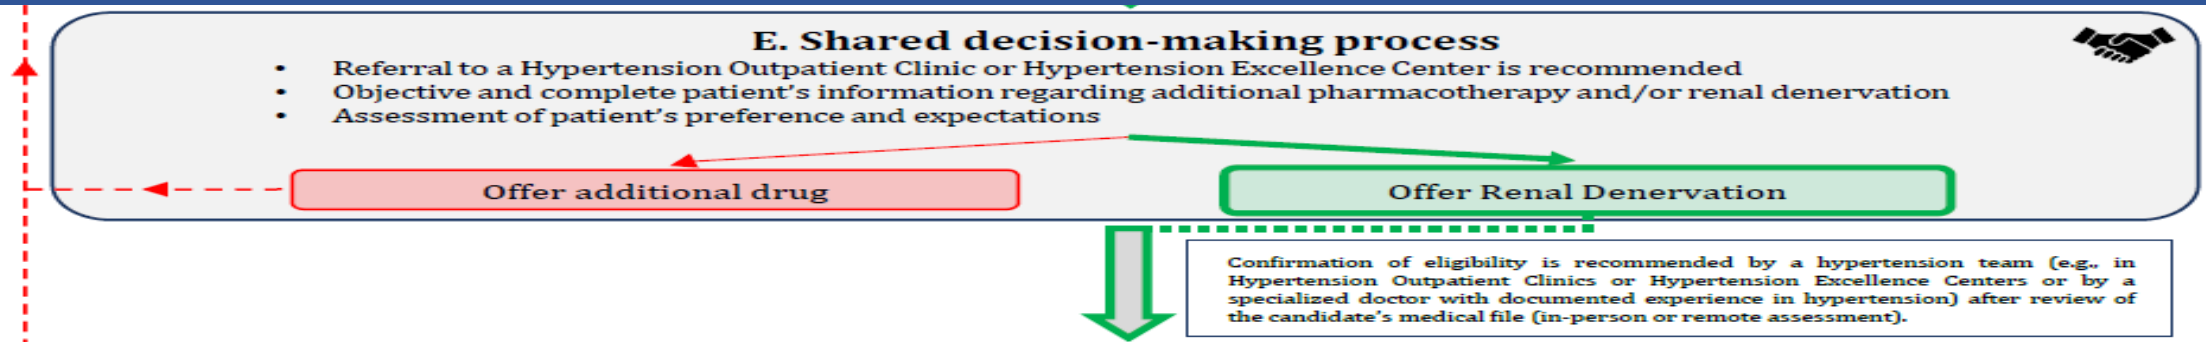 E. Shared decision-making process
• Referral to a Hypertension Outpatient Clinic or Hypertension Excellence Center is recommended
• Objective and complete patient's information regarding additional pharmacotherapy and/or renal denervation
• Assessment of patient's preference and expectations
Offer additional drug
Offer Renal Denervation
Confirmation of eligibility is recommended by a hypertension team (e.g., in
Hypertension Outpatient Clinics or Hypertension Excellence Centers or by a
specialized doctor with documented experience in hypertension) after review of
the candidate's medical file (in-person or remote assessment).